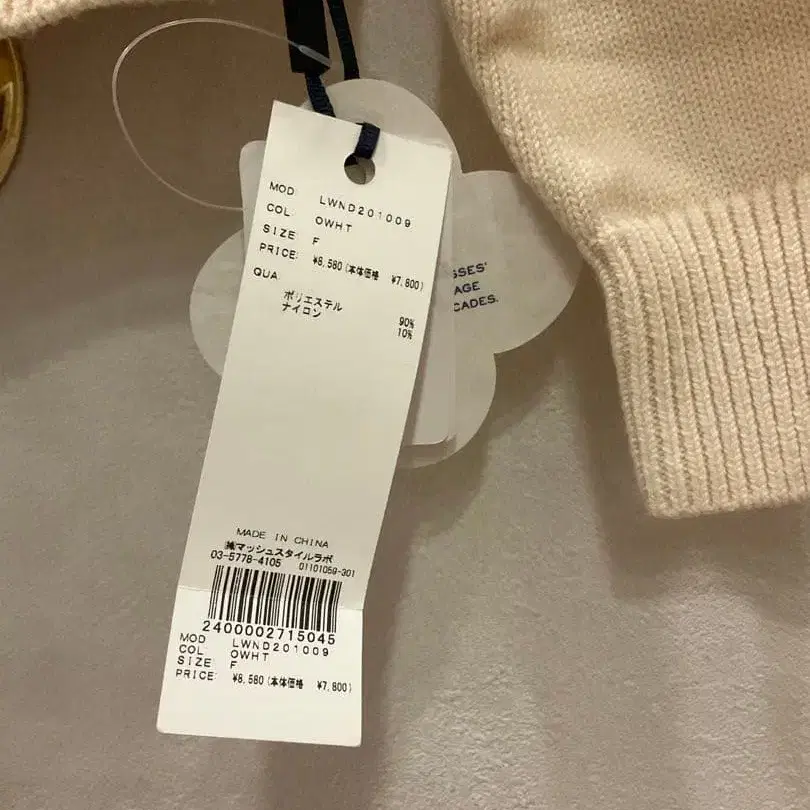 MOD: LWND201009
COL: OWHT
SIZE: F
PRICE: ¥8,580(本体価格 ¥7,800)
QUA:
ポリエステル 90%
ナイロン 10%
SSES'
AGE
CADES.
MADE IN CHINA
㈱マッシュスタイルラボ
03-5778-4105 01101059-301
2400002715045
MOD: LWND201009
COL: OWHT
SIZE: F
PRICE: ¥8,580(本体価格 ¥7,800)